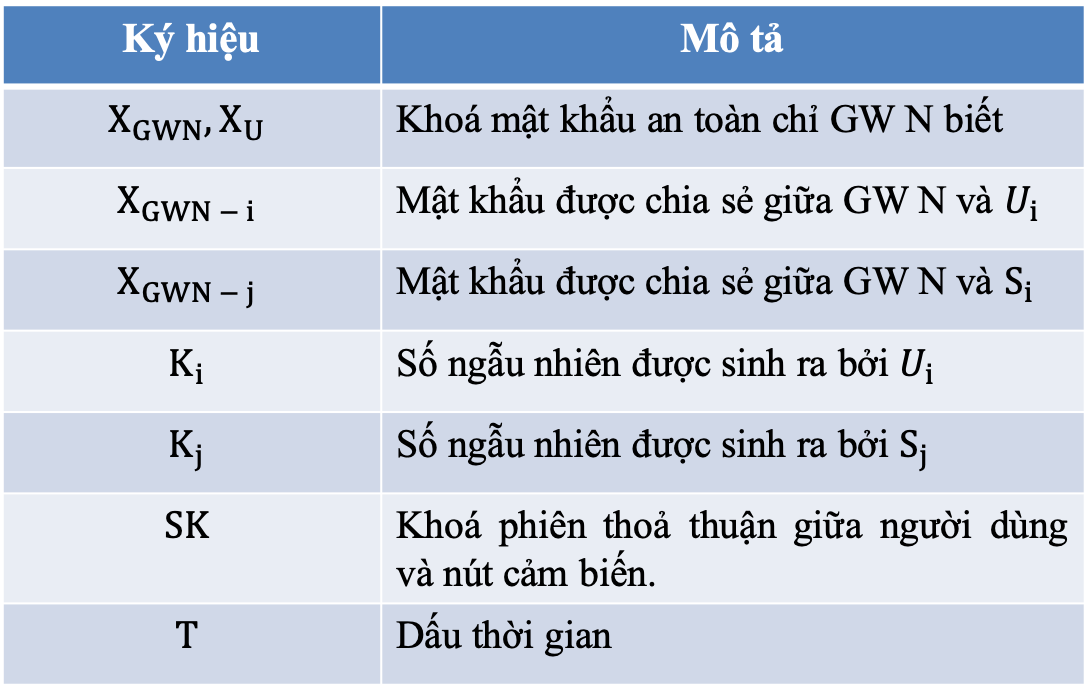 Ký hiệu Mô tả
X_GWN, X_U Khoá mật khẩu an toàn chỉ GW N biết
X_GWN – i Mật khẩu được chia sẻ giữa GW N và U_i
X_GWN – j Mật khẩu được chia sẻ giữa GW N và S_i
K_i Số ngẫu nhiên được sinh ra bởi U_i
K_j Số ngẫu nhiên được sinh ra bởi S_j
SK Khoá phiên thoả thuận giữa người dùng
và nút cảm biến.
T Dấu thời gian